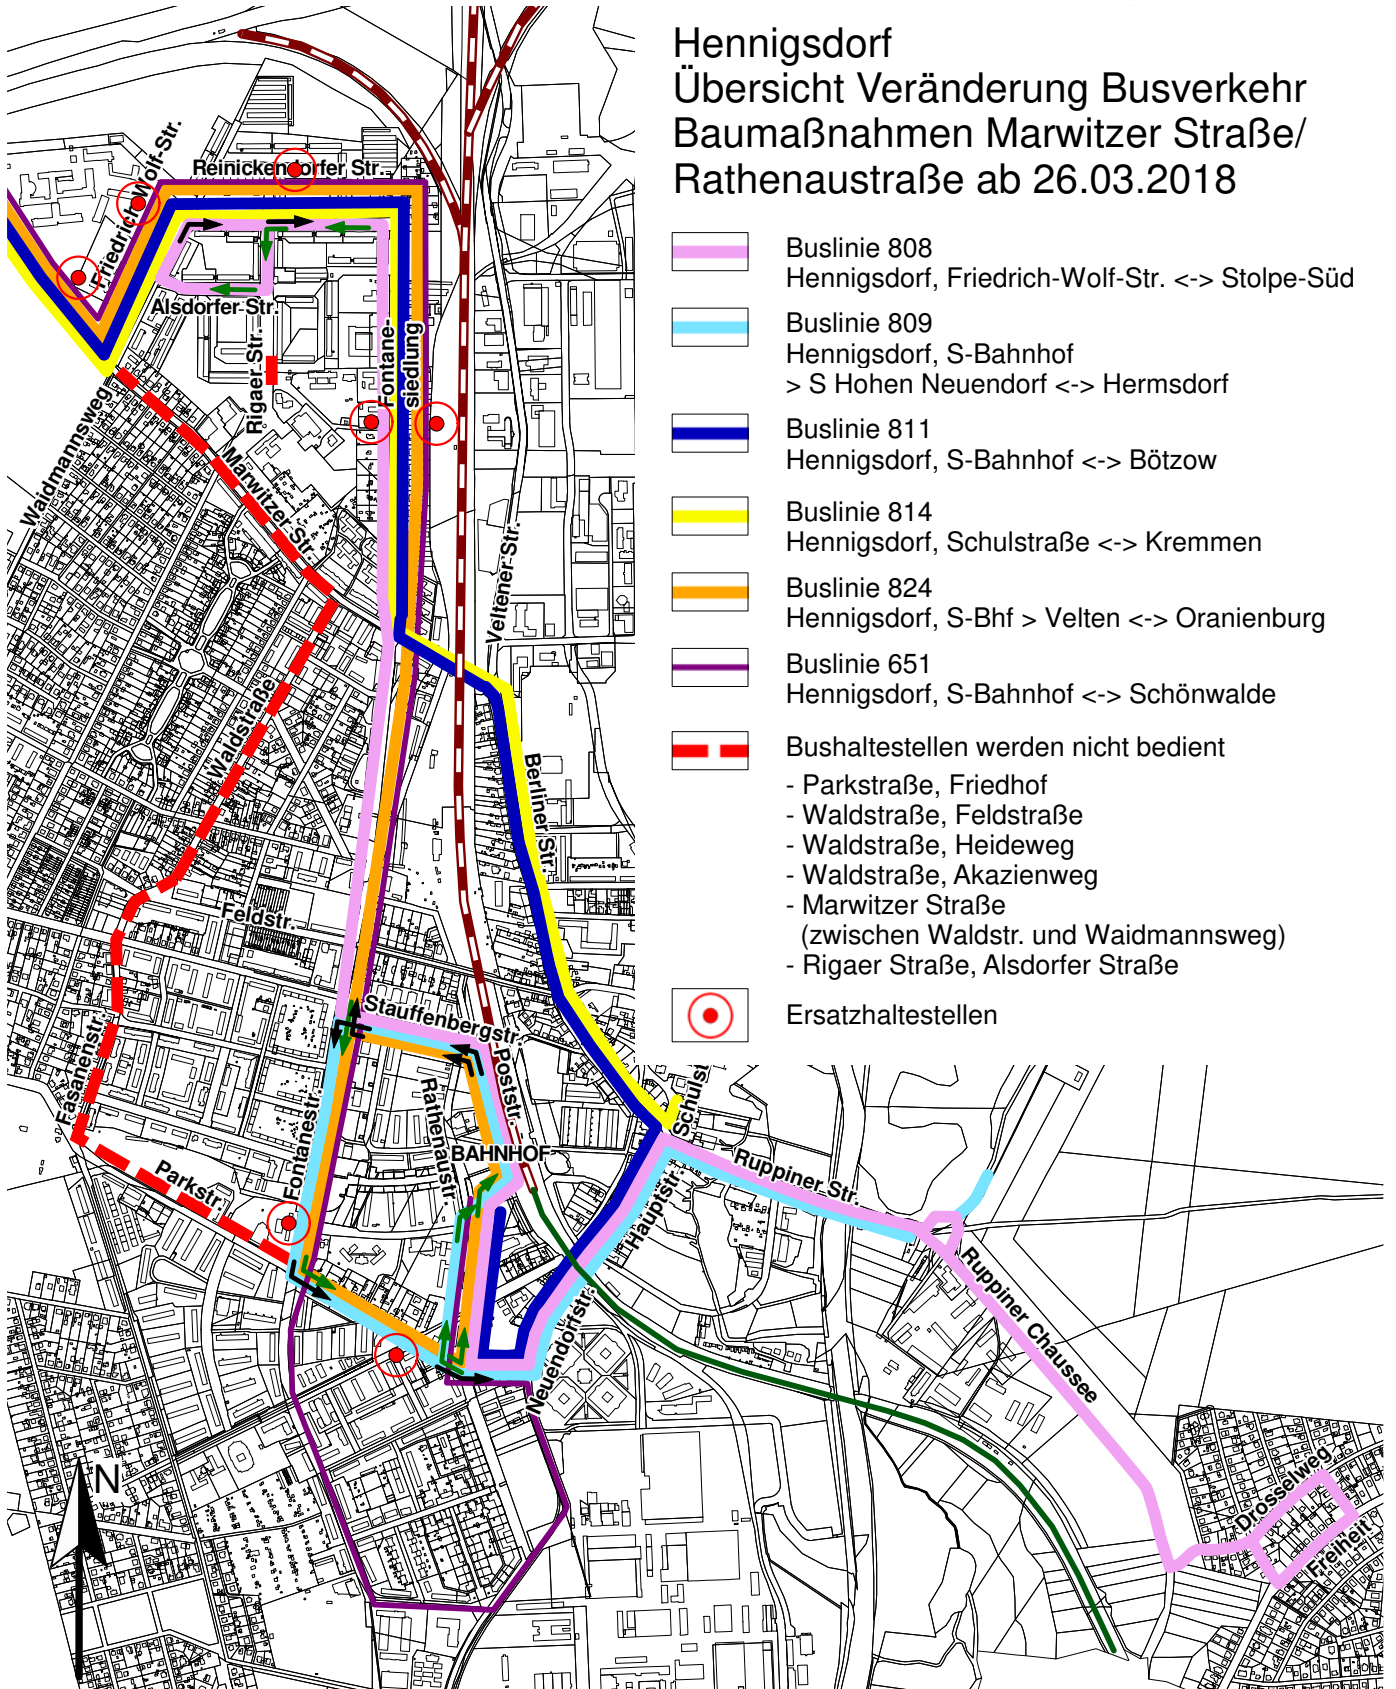 Hennigsdorf
Übersicht Veränderung Busverkehr
Baumaßnahmen Marwitzer Straße/
Rathenaustraße ab 26.03.2018
Buslinie 808
Hennigsdorf, Friedrich-Wolf-Str. <-> Stolpe-Süd
Buslinie 809
Hennigsdorf, S-Bahnhof
> S Hohen Neuendorf <-> Hermsdorf
Buslinie 811
Hennigsdorf, S-Bahnhof <-> Bötzow
Buslinie 814
Hennigsdorf, Schulstraße <-> Kremmen
Buslinie 824
Hennigsdorf, S-Bhf > Velten <-> Oranienburg
Buslinie 651
Hennigsdorf, S-Bahnhof <-> Schönwalde
Bushaltestellen werden nicht bedient
- Parkstraße, Friedhof
- Waldstraße, Feldstraße
- Waldstraße, Heideweg
- Waldstraße, Akazienweg
- Marwitzer Straße
(zwischen Waldstr. und Waidmannsweg)
- Rigaer Straße, Alsdorfer Straße
Ersatzhaltestellen
Friedrich-Wolf-Str.
Reinickendorfer Str.
Alsdorfer Str.
Rigaer Str.
Fontane-
siedlung
Waidmannsweg
Marwitzer Str.
Veltener Str.
Waldstraße
Berliner Str.
Feldstr.
Stauffenbergstr.
Fasanenstr.
Poststr.
Rathenaustr.
Schulst
BAHNHOF
Fontanestr.
Parkstr.
Ruppiner Str.
Hauptstr.
Neuendorfstr.
Ruppiner Chaussee
Drosselweg
Freiheit
N